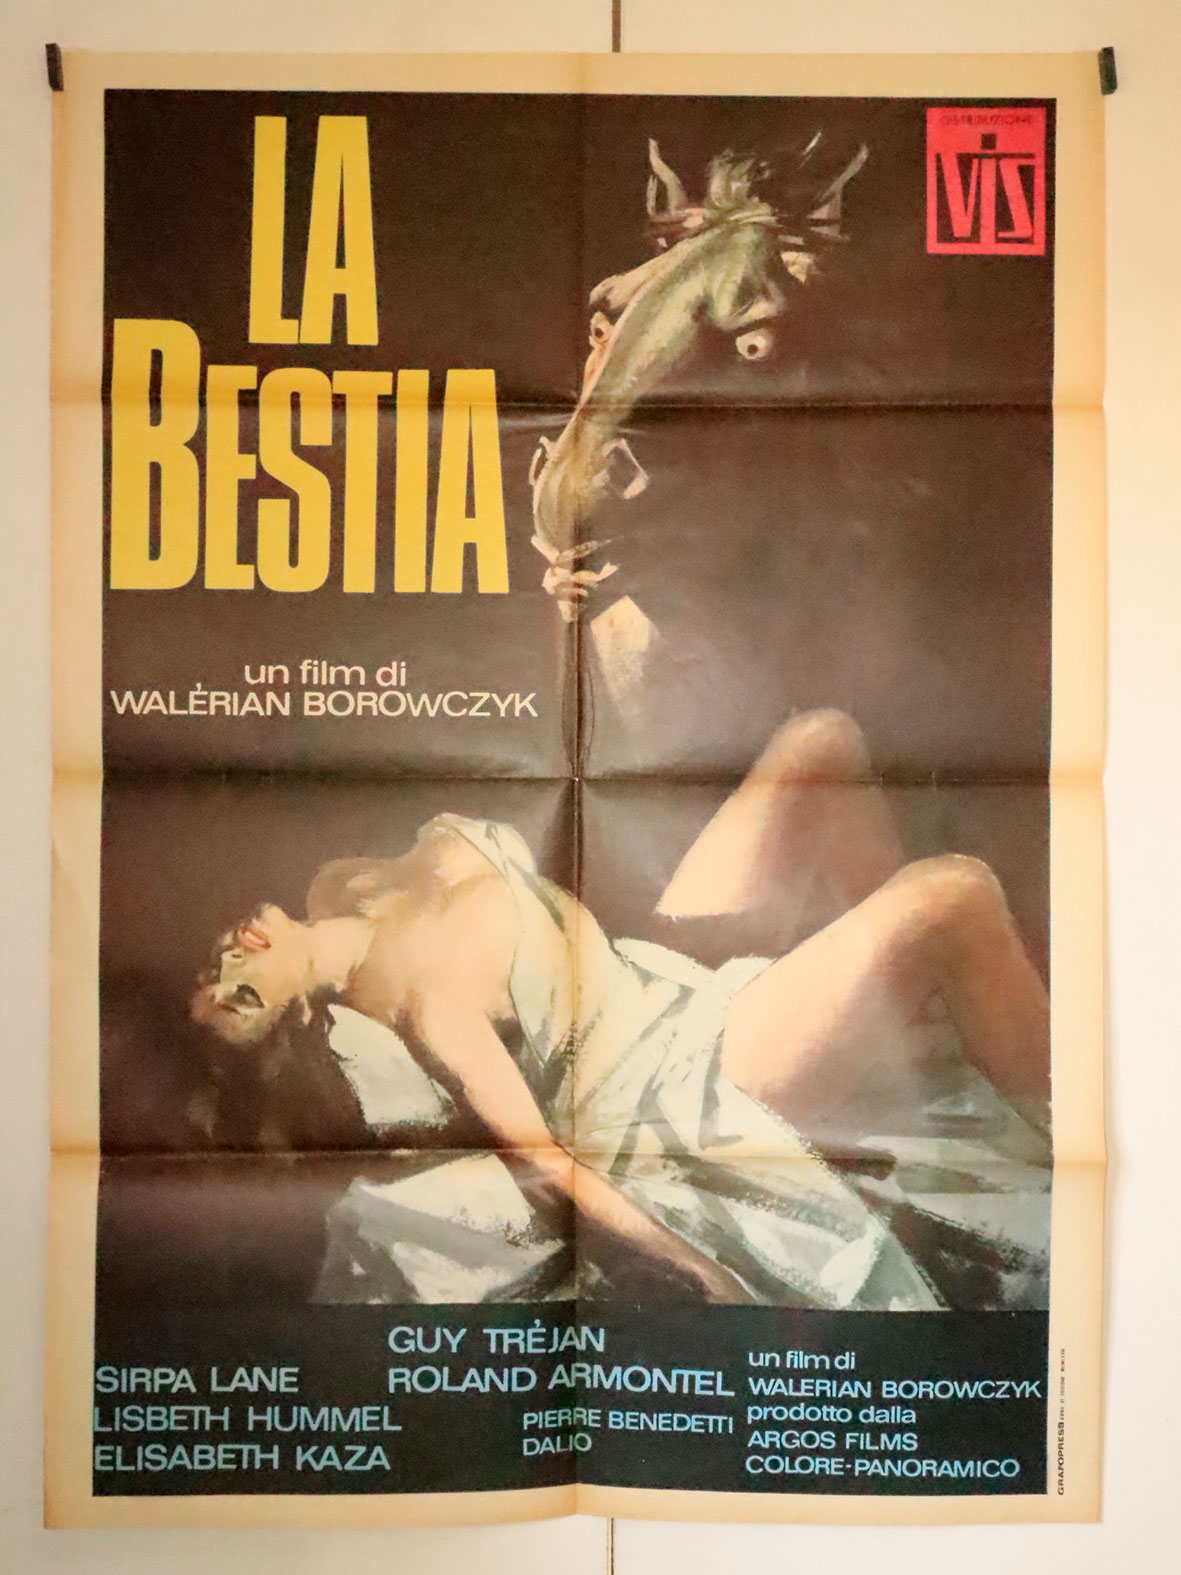 LA
BESTIA
DISTRIBUZIONE
VIS
un film di
WALÉRIAN BOROWCZYK
GUY TRÉJAN
ROLAND ARMONTEL
SIRPA LANE
LISBETH HUMMEL
ELISABETH KAZA
PIERRE BENEDETTI
DALIO
un film di
WALERIAN BOROWCZYK
prodotto dalla
ARGOS FILMS
COLORE-PANORAMICO
GRAFOPRESS